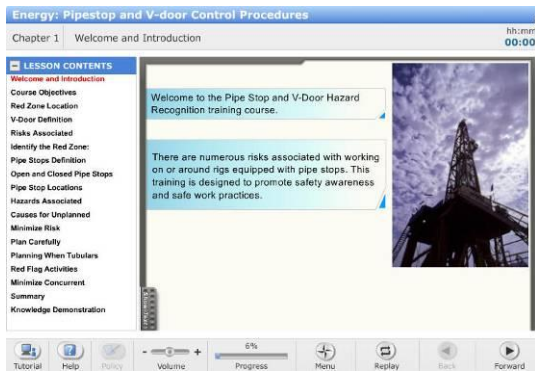 Energy: Pipestop and V-door Control Procedures
Chapter 1 Welcome and Introduction
hh:mm
00:00
LESSON CONTENTS
Welcome and Introduction
Course Objectives
Red Zone Location
V-Door Definition
Risks Associated
Identify the Red Zone:
Pipe Stops Definition
Open and Closed Pipe Stops
Pipe Stop Locations
Hazards Associated
Causes for Unplanned
Minimize Risk
Plan Carefully
Planning When Tubulars
Red Flag Activities
Minimize Concurrent
Summary
Knowledge Demonstration
Welcome to the Pipe Stop and V-Door Hazard
Recognition training course.
There are numerous risks associated with working
on or around rigs equipped with pipe stops. This
training is designed to promote safety awareness
and safe work practices.
6%
Tutorial Help Policy - + Volume Progress Menu Replay Back Forward